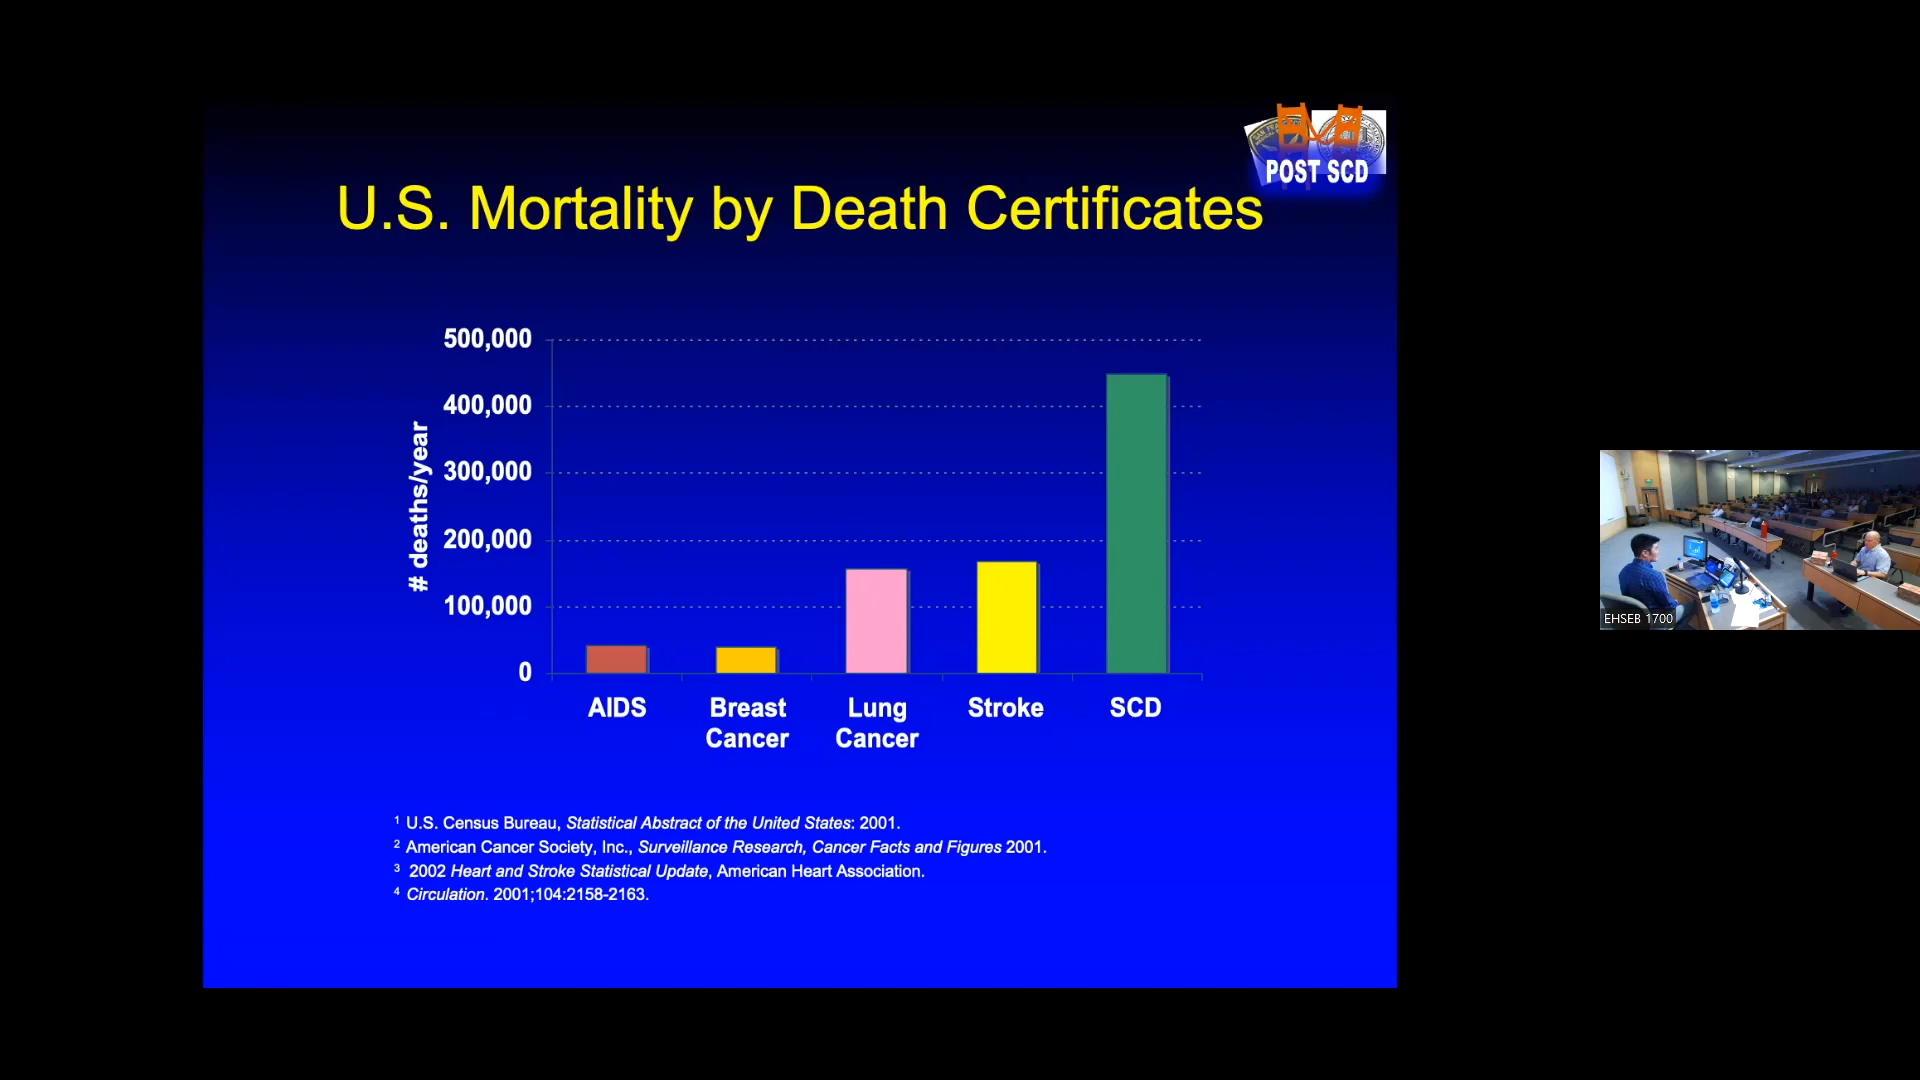 POST SCD
U.S. Mortality by Death Certificates
# deaths/year
500,000
400,000
300,000
200,000
100,000
0
AIDS
Breast
Cancer
Lung
Cancer
Stroke
SCD
1 U.S. Census Bureau, Statistical Abstract of the United States: 2001.
2 American Cancer Society, Inc., Surveillance Research, Cancer Facts and Figures 2001.
3 2002 Heart and Stroke Statistical Update, American Heart Association.
4 Circulation. 2001;104:2158-2163.
EHSEB 1700